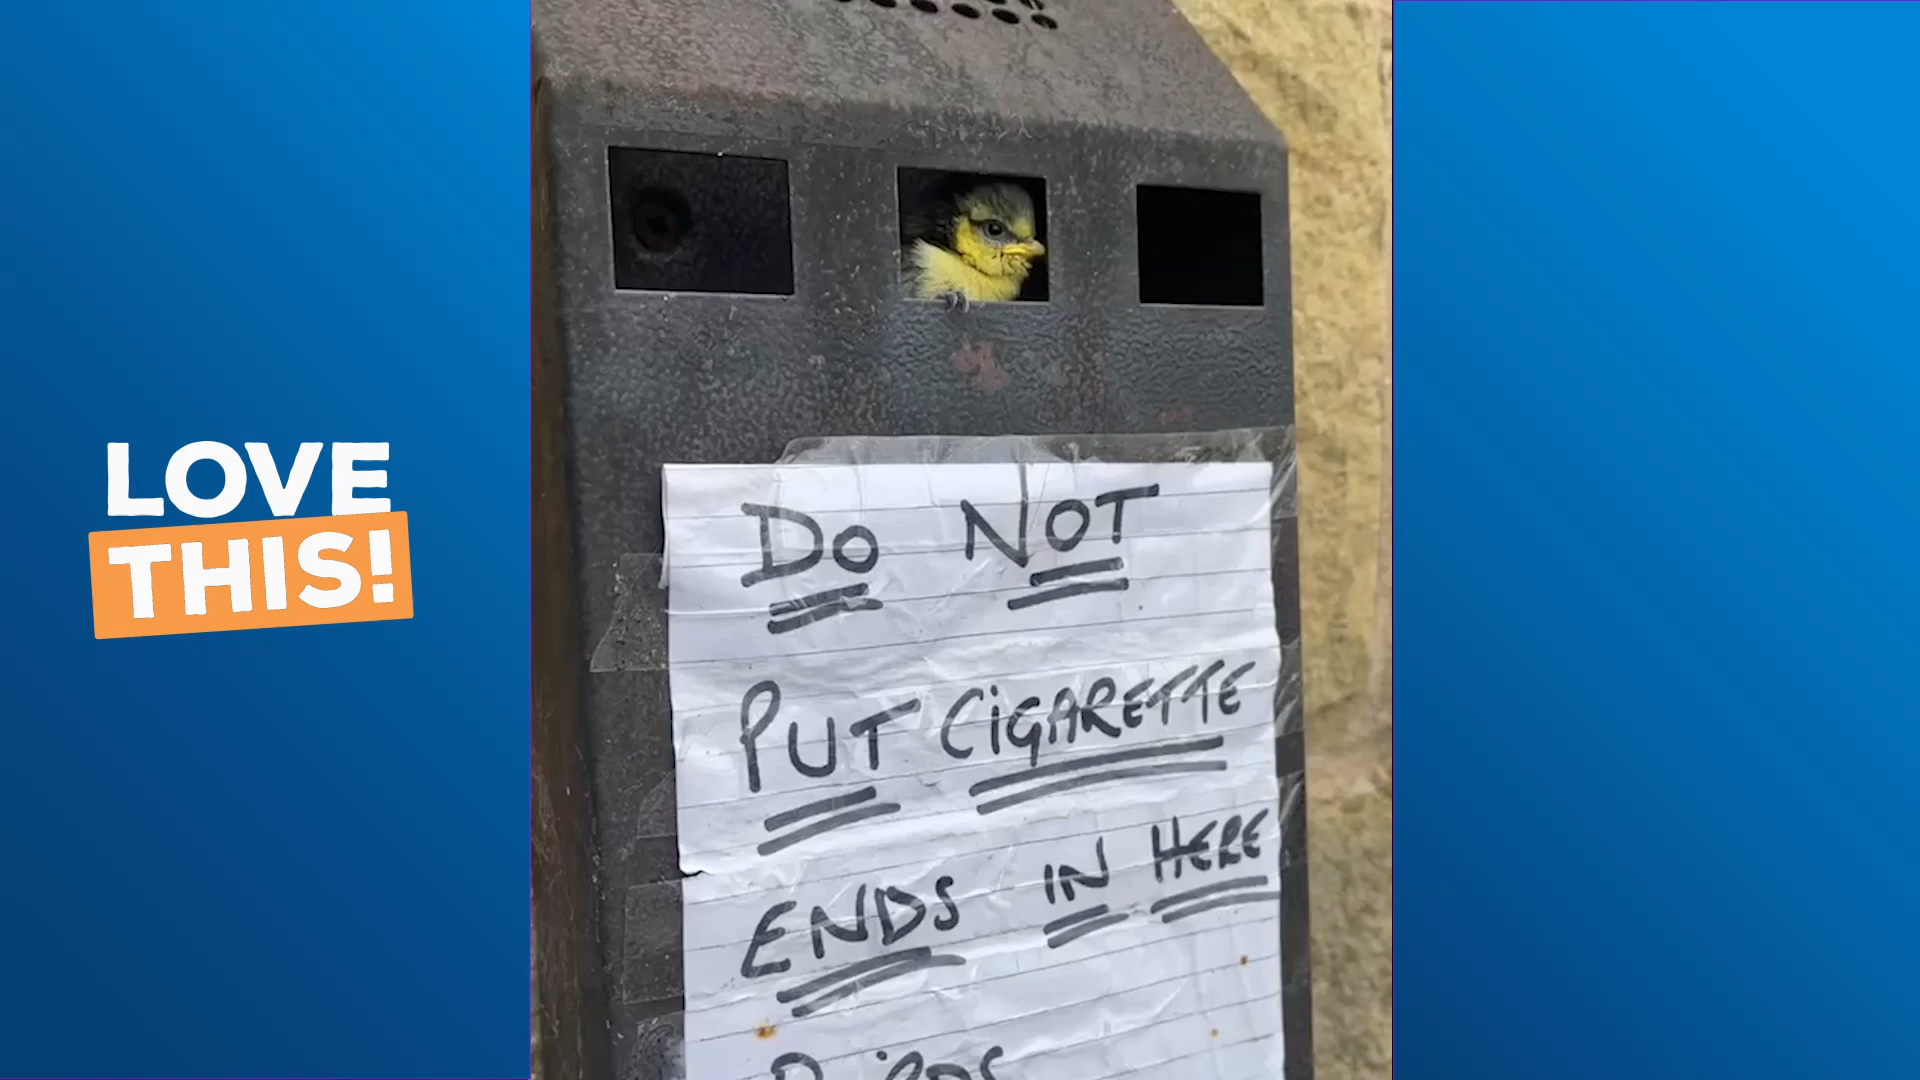 LOVE
THIS!
Do NOT
PUT CiGARETTE
ENDS IN HERE